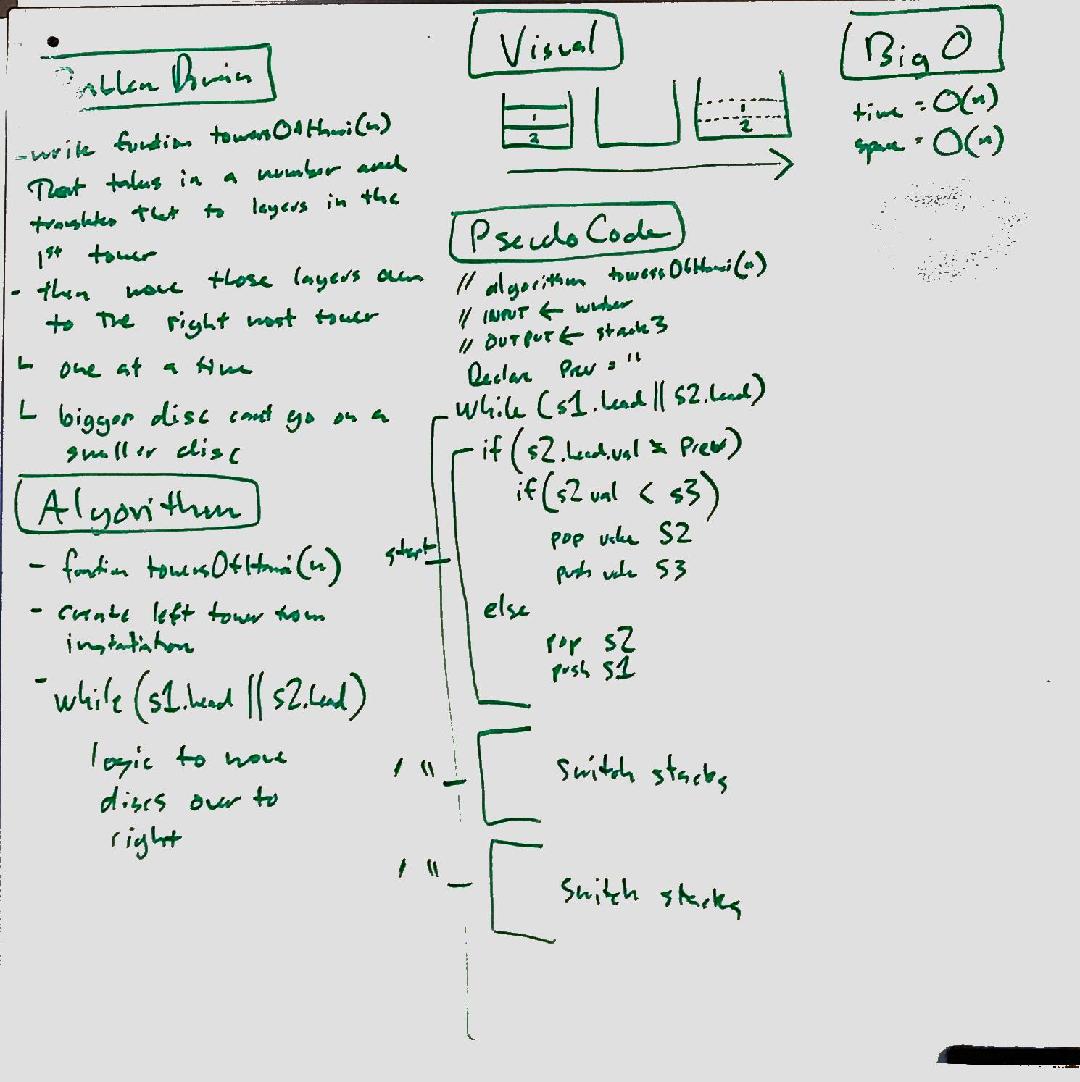 Problem Domain
- write function towersOfHanoi(n)
That takes in a number and
translates that to layers in the
1st tower
- then move those layers over
to The right most tower
└ one at a time
└ bigger disc can't go on a
smaller disc
Algorithm
- function towersOfHanoi(n)
- create left tower from
instantiation
- while (s1.head || s2.head)
logic to move
discs over to
right
Visual
1
2
1
2
PseudoCode
// algorithm towersOfHanoi(n)
// INPUT ← number
// OUTPUT ← stack3
Declare Prev = ''
while (s1.head || s2.head)
if (s2.head.val Prev)
if (s2 val < s3)
pop value S2
push value S3
else
pop s2
push S1
switch stacks
switch stacks
Big O
time = O(n)
space = O(n)